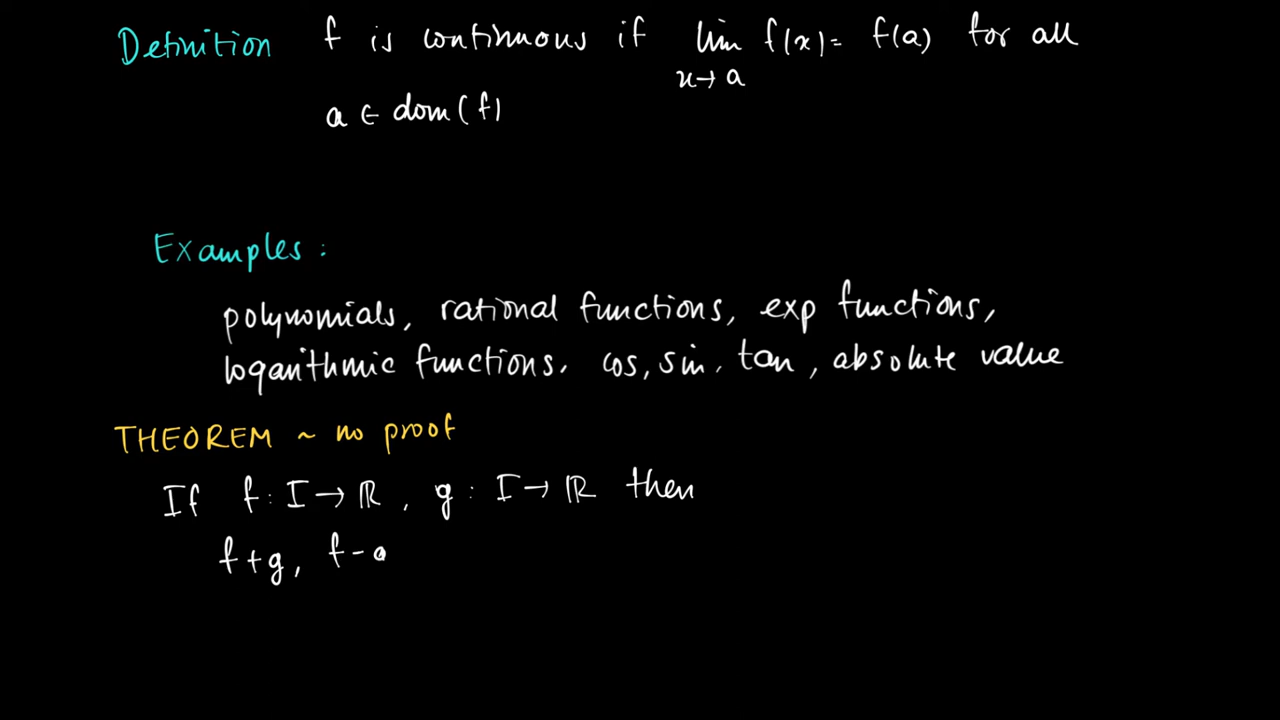 Definition f is continuous if lim f(x) = f(a) for all
x→a
a ∈ dom(f)
Examples:
polynomials, rational functions, exp functions,
logarithmic functions. cos, sin, tan, absolute value
THEOREM ~ no proof
If f: I → ℝ, g: I → ℝ then
f+g, f-